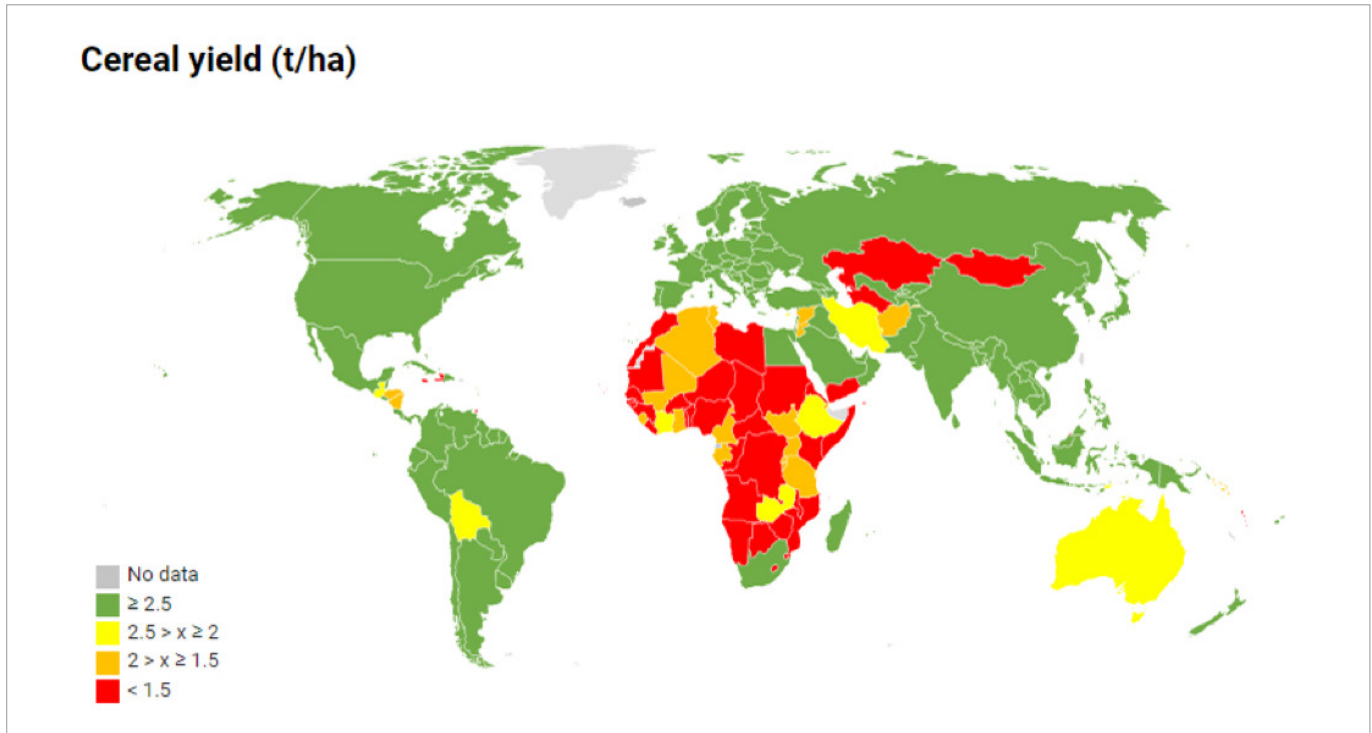 Cereal yield (t/ha)
No data
≥ 2.5
2.5 > x ≥ 2
2 > x ≥ 1.5
< 1.5